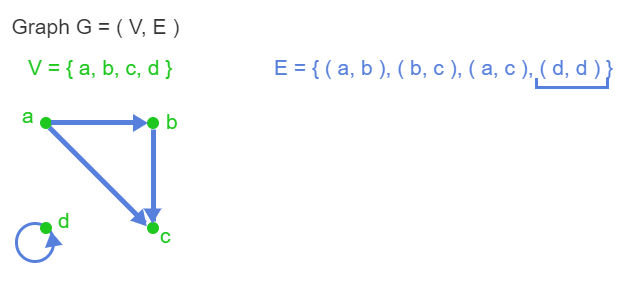 Graph G = ( V, E )
V = { a, b, c, d } E = { ( a, b ), ( b, c ), ( a, c ), ( d, d ) }
a b
d
c